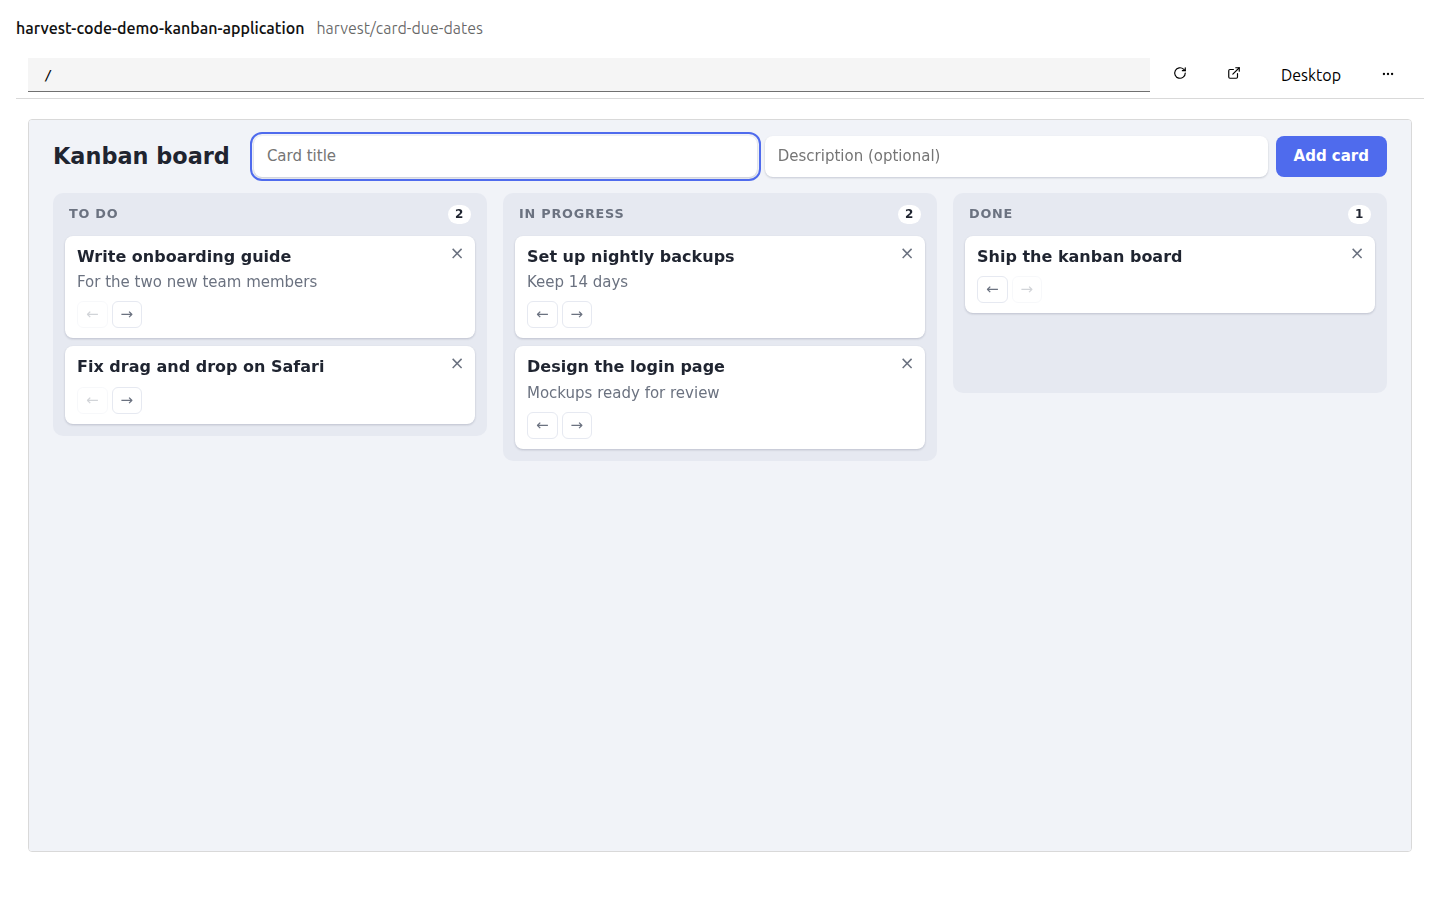 harvest-code-demo-kanban-application harvest/card-due-dates
/ Desktop ...
Kanban board Card title Description (optional) Add card
TO DO 2
Write onboarding guide ×
For the two new team members
← →
Fix drag and drop on Safari ×
← →
IN PROGRESS 2
Set up nightly backups ×
Keep 14 days
← →
Design the login page ×
Mockups ready for review
← →
DONE 1
Ship the kanban board ×
← →